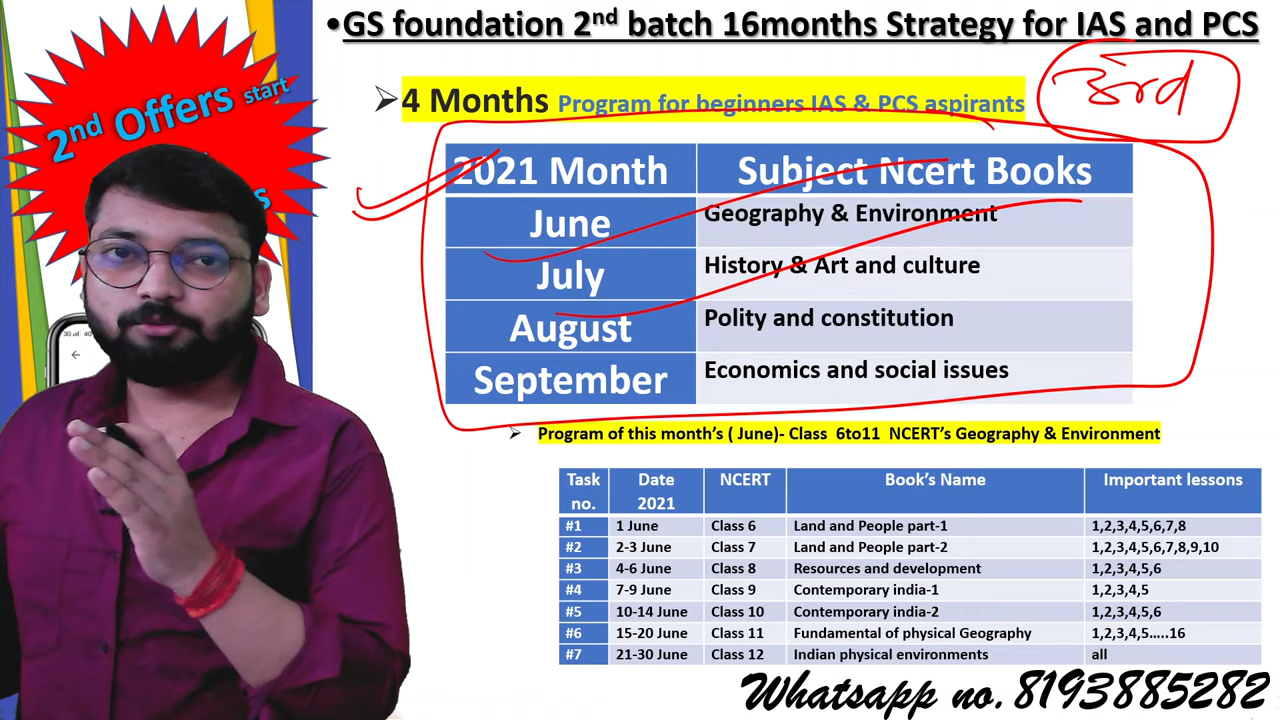 •GS foundation 2nd batch 16months Strategy for IAS and PCS
2nd Offers start
s
➢4 Months Program for beginners IAS & PCS aspirants
3rd
2021 Month Subject Ncert Books
June Geography & Environment
July History & Art and culture
August Polity and constitution
September Economics and social issues
➢ Program of this month’s ( June)- Class 6to11 NCERT’s Geography & Environment
Task no. Date 2021 NCERT Book’s Name Important lessons
#1 1 June Class 6 Land and People part-1 1,2,3,4,5,6,7,8
#2 2-3 June Class 7 Land and People part-2 1,2,3,4,5,6,7,8,9,10
#3 4-6 June Class 8 Resources and development 1,2,3,4,5,6
#4 7-9 June Class 9 Contemporary india-1 1,2,3,4,5
#5 10-14 June Class 10 Contemporary india-2 1,2,3,4,5,6
#6 15-20 June Class 11 Fundamental of physical Geography 1,2,3,4,5.....16
#7 21-30 June Class 12 Indian physical environments all
Whatsapp no. 8193885282